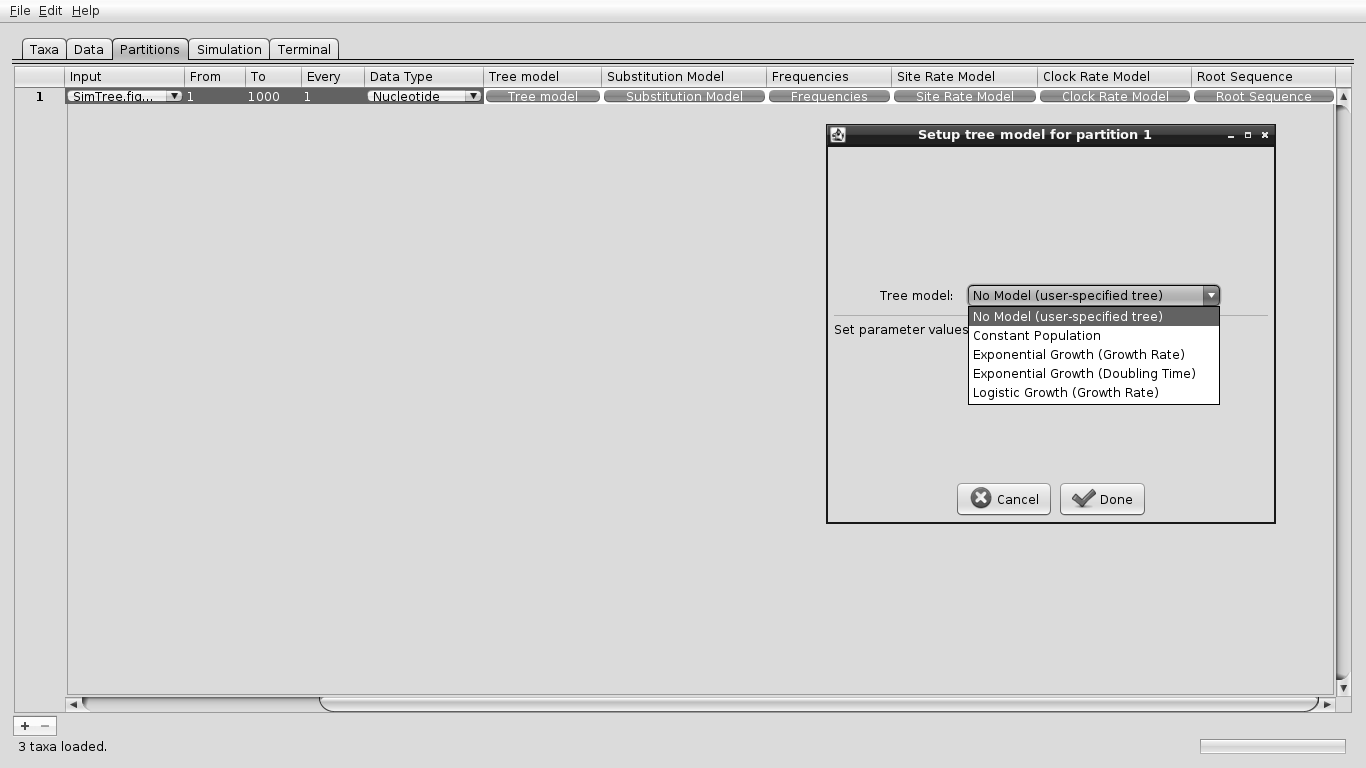 File Edit Help
Taxa Data Partitions Simulation Terminal
Input From To Every Data Type Tree model Substitution Model Frequencies Site Rate Model Clock Rate Model Root Sequence
1 SimTree.fig... 1 1000 1 Nucleotide Tree model Substitution Model Frequencies Site Rate Model Clock Rate Model Root Sequence
Setup tree model for partition 1
Tree model: No Model (user-specified tree)
No Model (user-specified tree)
Set parameter values
Constant Population
Exponential Growth (Growth Rate)
Exponential Growth (Doubling Time)
Logistic Growth (Growth Rate)
Cancel Done
3 taxa loaded.